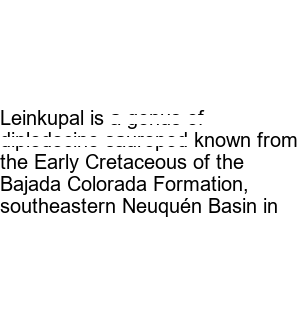 Leinkupal is a genus of
diplodocine sauropod known from
the Early Cretaceous of the
Bajada Colorada Formation,
southeastern Neuquén Basin in